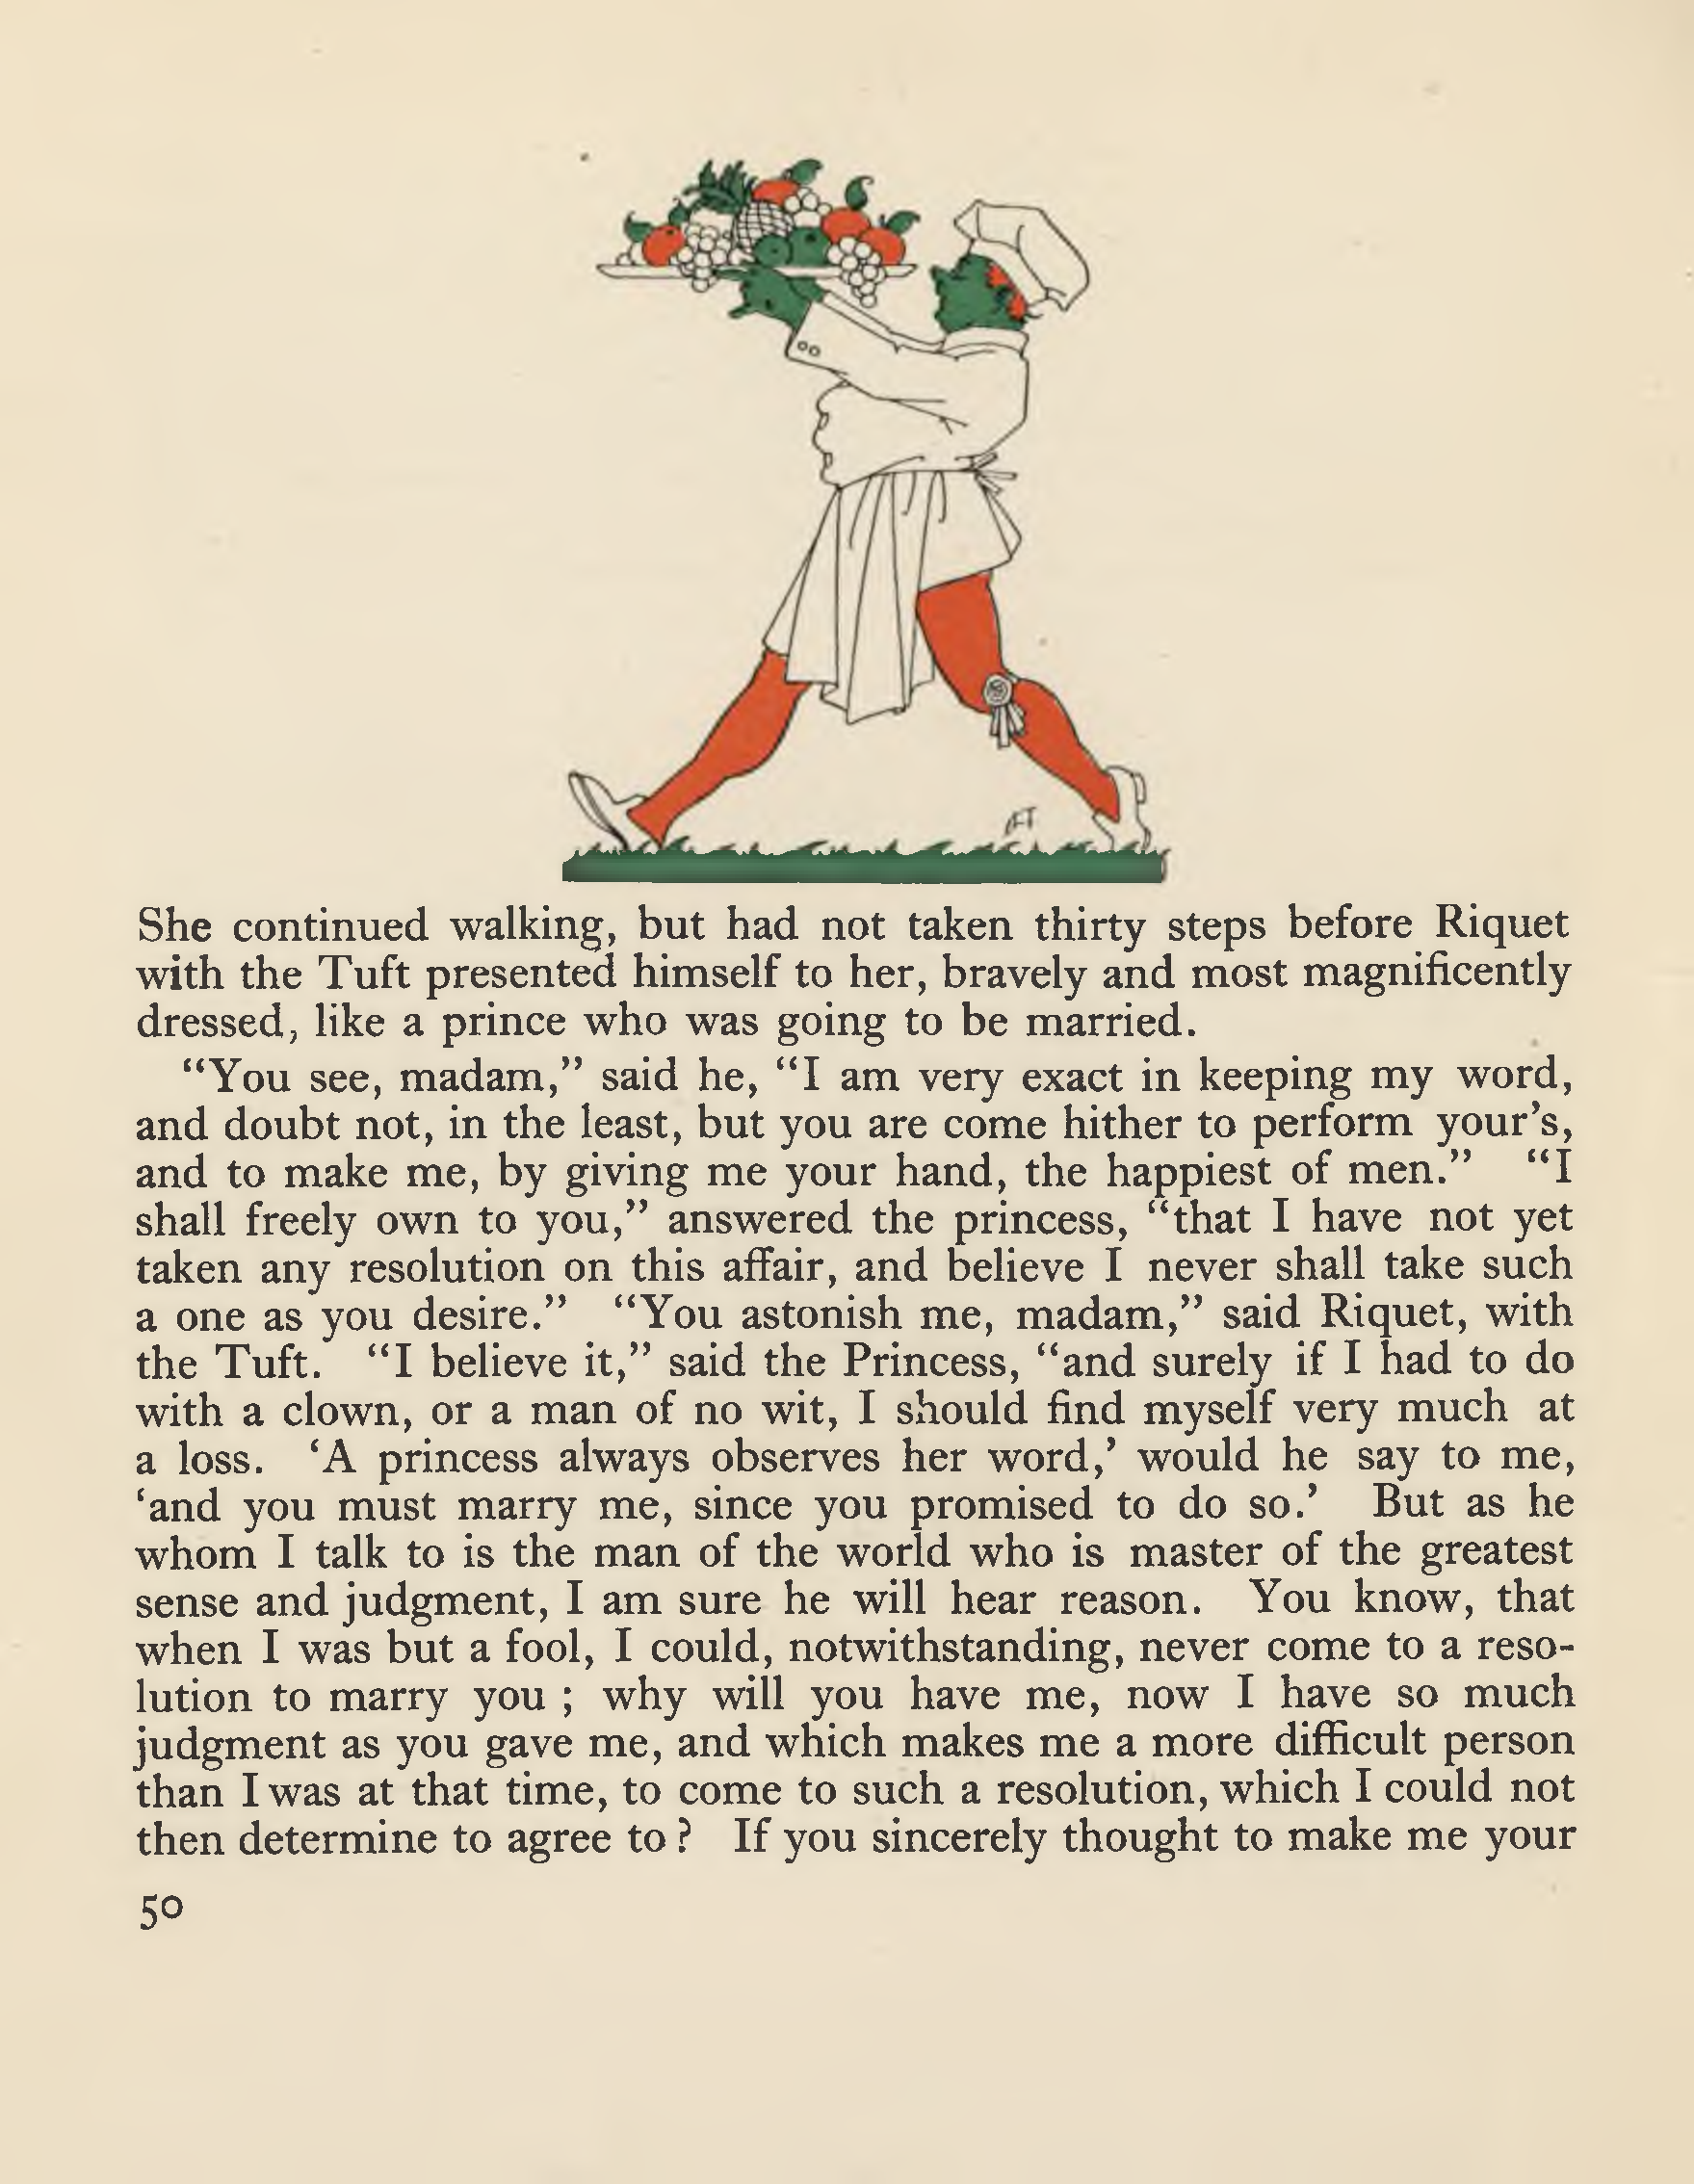 She continued walking, but had not taken thirty steps before Riquet
with the Tuft presented himself to her, bravely and most magnificently
dressed, like a prince who was going to be married.
“You see, madam,” said he, “I am very exact in keeping my word,
and doubt not, in the least, but you are come hither to perform your’s,
and to make me, by giving me your hand, the happiest of men.” “I
shall freely own to you,” answered the princess, “that I have not yet
taken any resolution on this affair, and believe I never shall take such
a one as you desire.” “You astonish me, madam,” said Riquet, with
the Tuft. “I believe it,” said the Princess, “and surely if I had to do
with a clown, or a man of no wit, I should find myself very much at
a loss. ‘A princess always observes her word,’ would he say to me,
‘and you must marry me, since you promised to do so.’ But as he
whom I talk to is the man of the world who is master of the greatest
sense and judgment, I am sure he will hear reason. You know, that
when I was but a fool, I could, notwithstanding, never come to a reso-
lution to marry you ; why will you have me, now I have so much
judgment as you gave me, and which makes me a more difficult person
than I was at that time, to come to such a resolution, which I could not
then determine to agree to ? If you sincerely thought to make me your
50